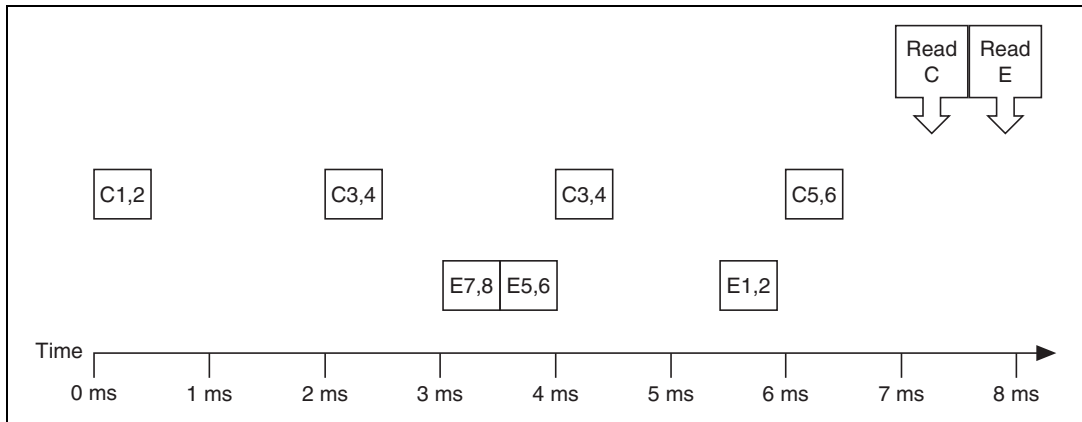 Read
C
Read
E
C1,2
C3,4
C3,4
C5,6
E7,8
E5,6
E1,2
Time
0 ms
1 ms
2 ms
3 ms
4 ms
5 ms
6 ms
7 ms
8 ms